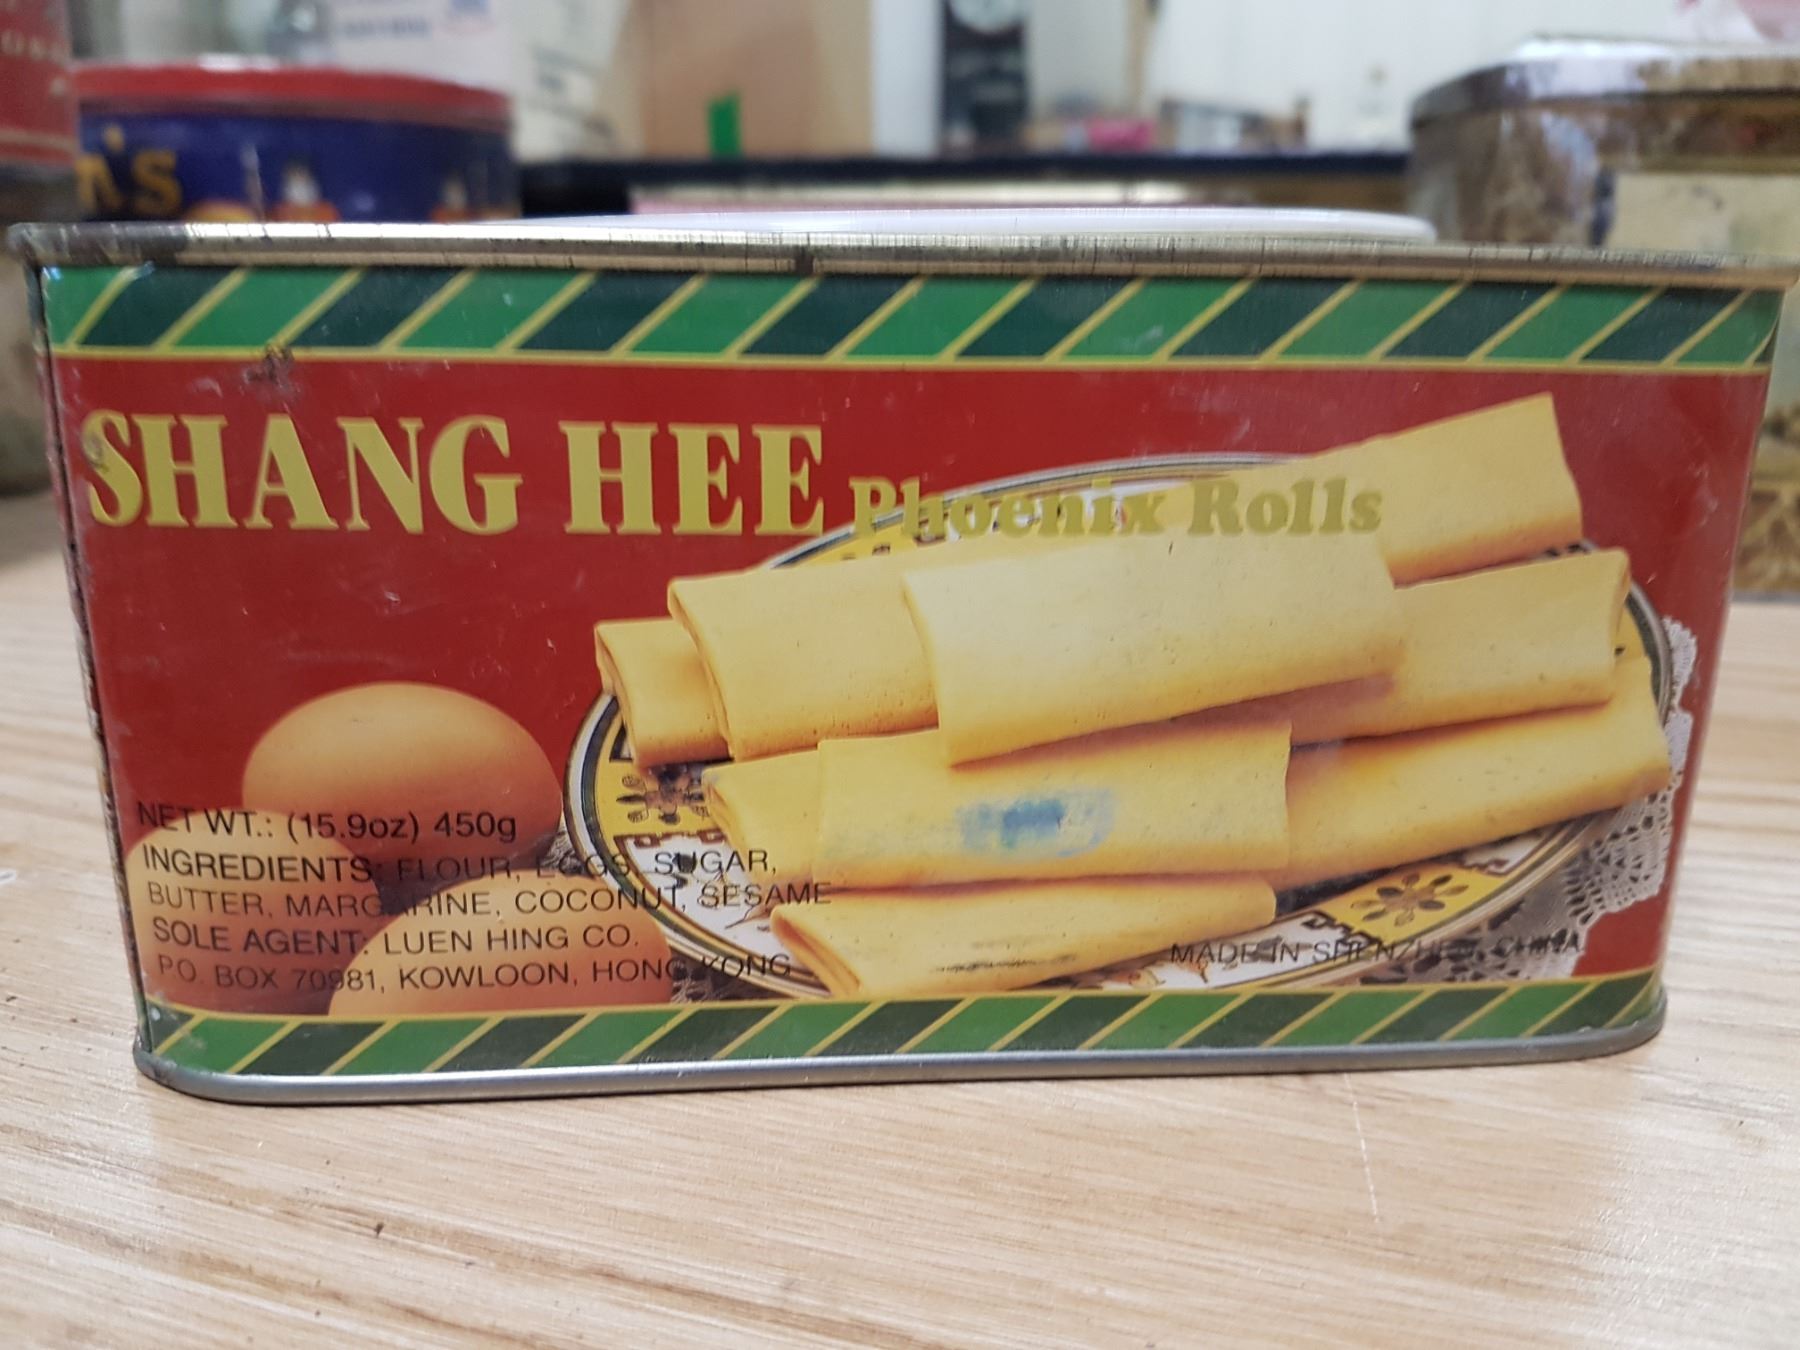 SHANG HEE Phoenix Rolls
NET WT.: (15.9oz) 450g
INGREDIENTS: FLOUR, EGGS, SUGAR,
BUTTER, MARGARINE, COCONUT, SESAME
SOLE AGENT: LUEN HING CO.
P.O. BOX 70981, KOWLOON, HONG KONG
MADE IN SHENZHEN, CHINA